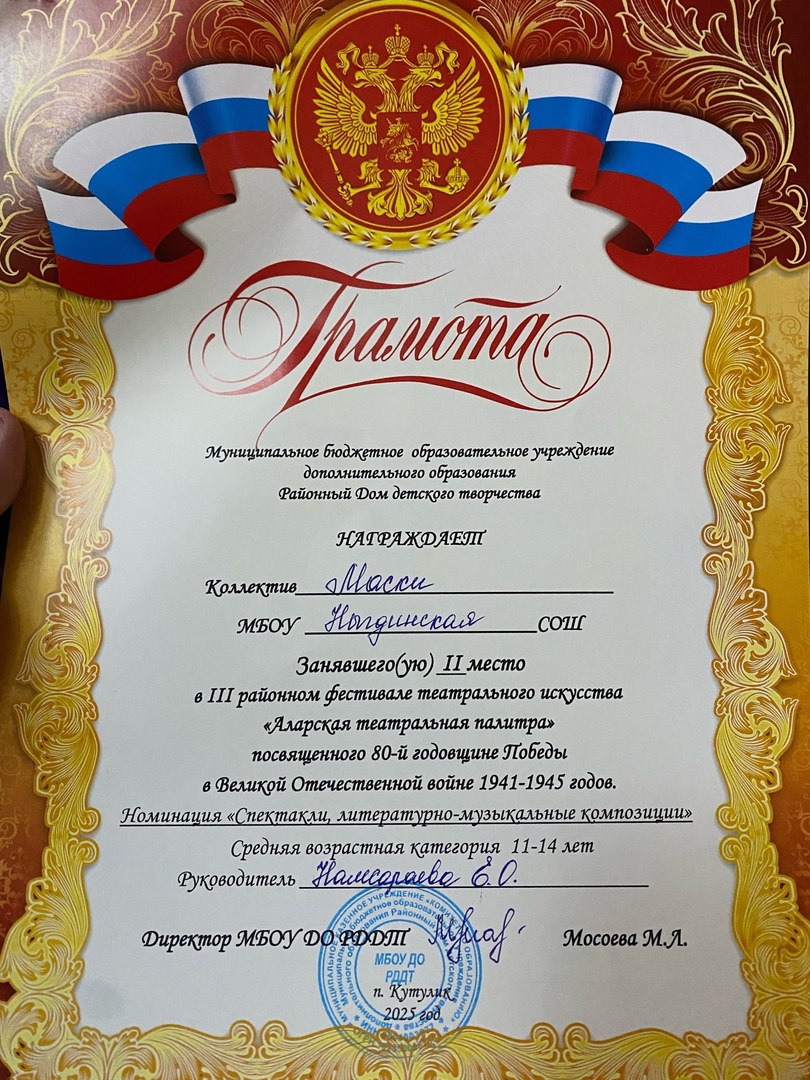 Грамота
Муниципальное бюджетное образовательное учреждение
дополнительного образования
Районный Дом детского творчества
НАГРАЖДАЕТ
Коллектив Маски
МБОУ Ныгдинская СОШ
Занявшего(ую) II место
в III районном фестивале театрального искусства
«Аларская театральная палитра»
посвященного 80-й годовщине Победы
в Великой Отечественной войне 1941-1945 годов.
Номинация «Спектакли, литературно-музыкальные композиции»
Средняя возрастная категория 11-14 лет
Руководитель Намсараева Е.О.
Директор МБОУ ДО РДДТ Мосоева М.Л.
МБОУ ДО
РДДТ
п. Кутулик
2025 год